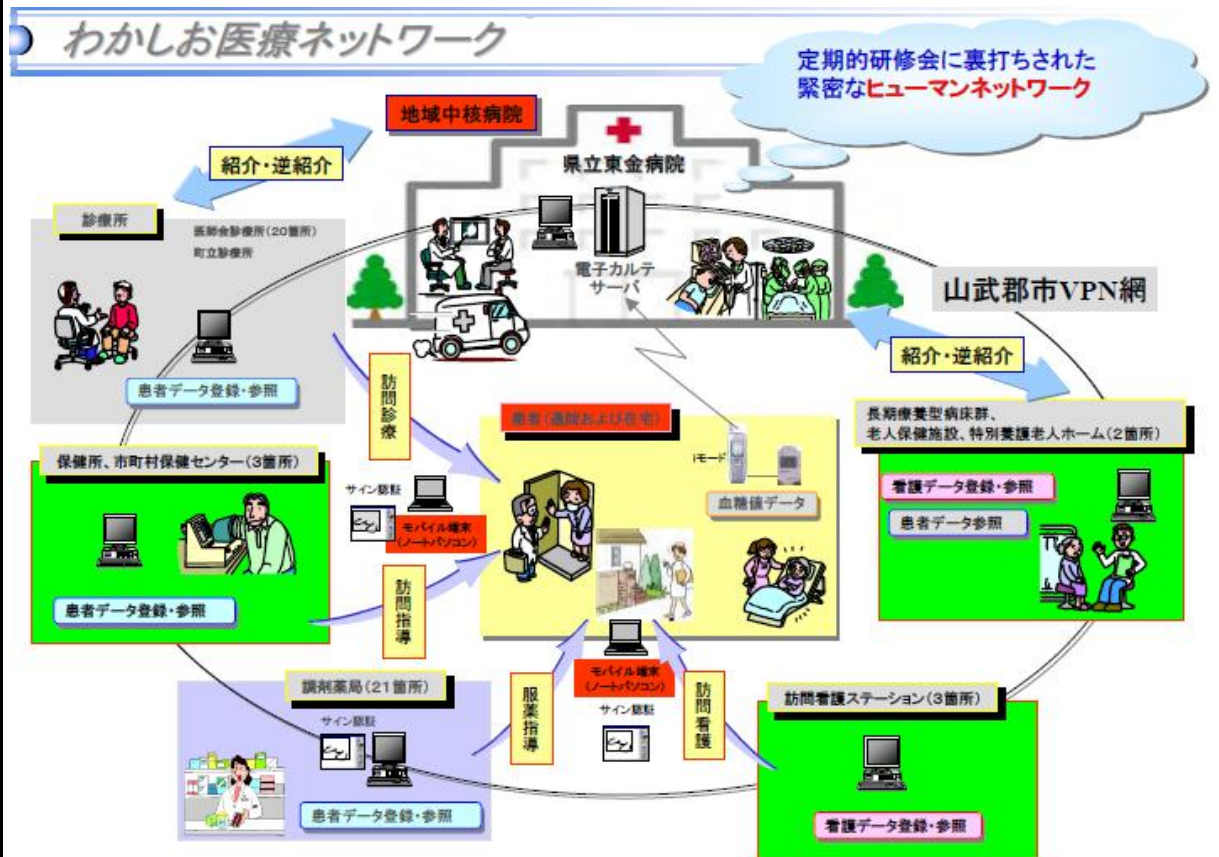 わかしお医療ネットワーク
定期的研修会に裏打ちされた
緊密なヒューマンネットワーク
地域中核病院
紹介・逆紹介
県立東金病院
診療所
医師会診療所(20箇所)
町立診療所
電子カルテ
サーバ
山武郡市VPN網
紹介・逆紹介
患者データ登録・参照
訪問診療
患者(通院および在宅)
長期療養型病床群、
老人保健施設、特別養護老人ホーム(2箇所)
保健所、市町村保健センター(3箇所)
iモード
血糖値データ
看護データ登録・参照
患者データ参照
サイン認証
モバイル端末
(ノートパソコン)
患者データ登録・参照
訪問指導
モバイル端末
(ノートパソコン)
サイン認証
調剤薬局(21箇所)
サイン認証
服薬指導
訪問看護
訪問看護ステーション(3箇所)
患者データ登録・参照
看護データ登録・参照